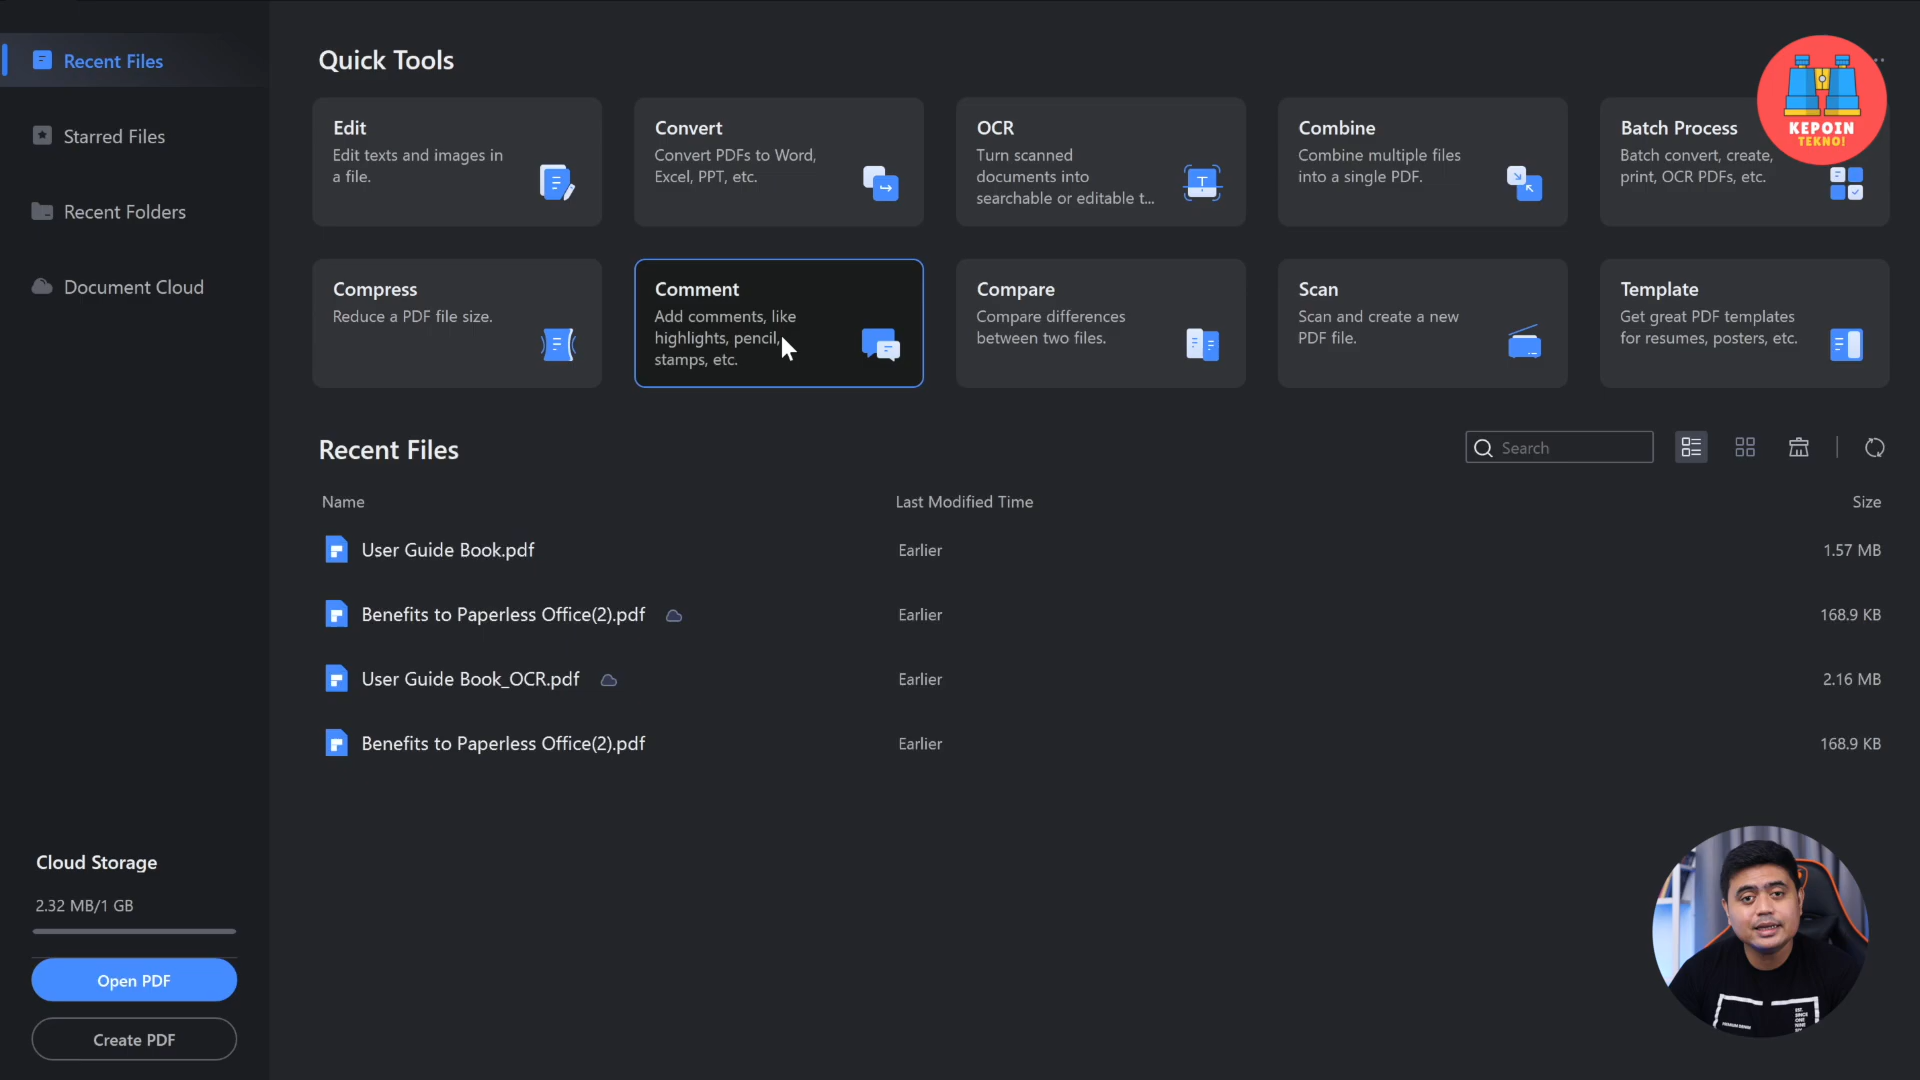 Recent Files
Starred Files
Recent Folders
Document Cloud
Quick Tools
Edit
Edit texts and images in
a file.
Convert
Convert PDFs to Word,
Excel, PPT, etc.
OCR
Turn scanned
documents into
searchable or editable t...
Combine
Combine multiple files
into a single PDF.
Batch Process
Batch convert, create,
print, OCR PDFs, etc.
KEPOIN
TEKNO!
Compress
Reduce a PDF file size.
Comment
Add comments, like
highlights, pencil,
stamps, etc.
Compare
Compare differences
between two files.
Scan
Scan and create a new
PDF file.
Template
Get great PDF templates
for resumes, posters, etc.
Recent Files
Search
Name Last Modified Time Size
User Guide Book.pdf Earlier 1.57 MB
Benefits to Paperless Office(2).pdf Earlier 168.9 KB
User Guide Book_OCR.pdf Earlier 2.16 MB
Benefits to Paperless Office(2).pdf Earlier 168.9 KB
Cloud Storage
2.32 MB/1 GB
Open PDF
Create PDF